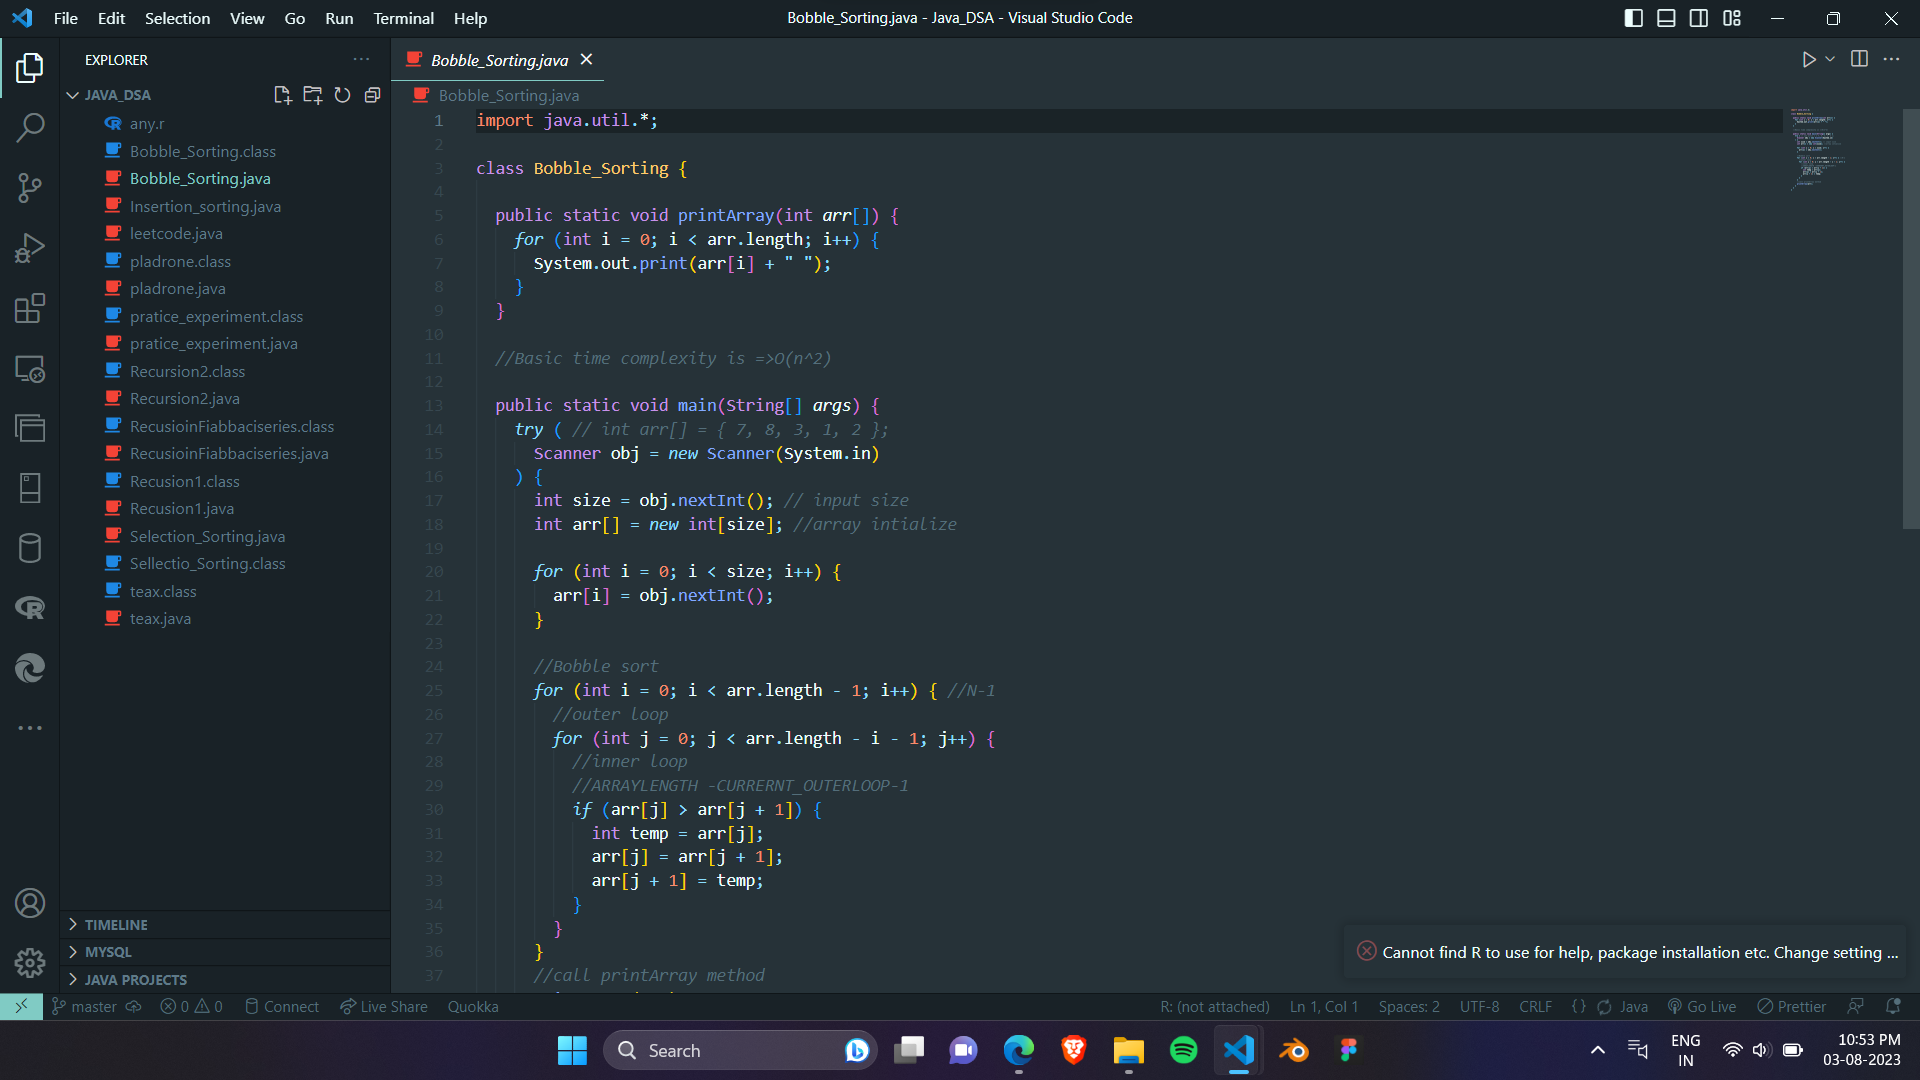 File Edit Selection View Go Run Terminal Help
Bobble_Sorting.java - Java_DSA - Visual Studio Code
EXPLORER
JAVA_DSA
any.r
Bobble_Sorting.class
Bobble_Sorting.java
Insertion_sorting.java
leetcode.java
pladrone.class
pladrone.java
pratice_experiment.class
pratice_experiment.java
Recursion2.class
Recursion2.java
RecusioinFiabbaciseries.class
RecusioinFiabbaciseries.java
Recusion1.class
Recusion1.java
Selection_Sorting.java
Sellectio_Sorting.class
teax.class
teax.java
TIMELINE
MYSQL
JAVA PROJECTS
Bobble_Sorting.java
Bobble_Sorting.java
1 import java.util.*;
2
3 class Bobble_Sorting {
4
5 public static void printArray(int arr[]) {
6 for (int i = 0; i < arr.length; i++) {
7 System.out.print(arr[i] + " ");
8 }
9 }
10
11 //Basic time complexity is =>O(n^2)
12
13 public static void main(String[] args) {
14 try ( // int arr[] = { 7, 8, 3, 1, 2 };
15 Scanner obj = new Scanner(System.in)
16 ) {
17 int size = obj.nextInt(); // input size
18 int arr[] = new int[size]; //array intialize
19
20 for (int i = 0; i < size; i++) {
21 arr[i] = obj.nextInt();
22 }
23
24 //Bobble sort
25 for (int i = 0; i < arr.length - 1; i++) { //N-1
26 //outer loop
27 for (int j = 0; j < arr.length - i - 1; j++) {
28 //inner loop
29 //ARRAYLENGTH -CURRERNT_OUTERLOOP-1
30 if (arr[j] > arr[j + 1]) {
31 int temp = arr[j];
32 arr[j] = arr[j + 1];
33 arr[j + 1] = temp;
34 }
35 }
36 }
37 //call printArray method
Cannot find R to use for help, package installation etc. Change setting ...
master 0 0 Connect Live Share Quokka R: (not attached) Ln 1, Col 1 Spaces: 2 UTF-8 CRLF {} Java Go Live Prettier
Search
ENG
IN
10:53 PM
03-08-2023